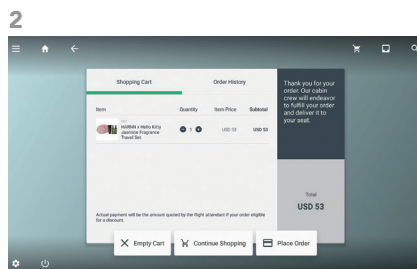 2
Shopping Cart
Order History
Item
Quantity
Item Price
Subtotal
HARNN x Hello Kitty
Jasmine Fragrance
Travel Set
1
USD 53
USD 53
Thank you for your
order. Our cabin
crew will endeavor
to fulfill your order
and deliver it to
your seat.
Total
USD 53
Actual payment will be the amount quoted by the flight attendant if your order eligible
for a discount.
Empty Cart
Continue Shopping
Place Order